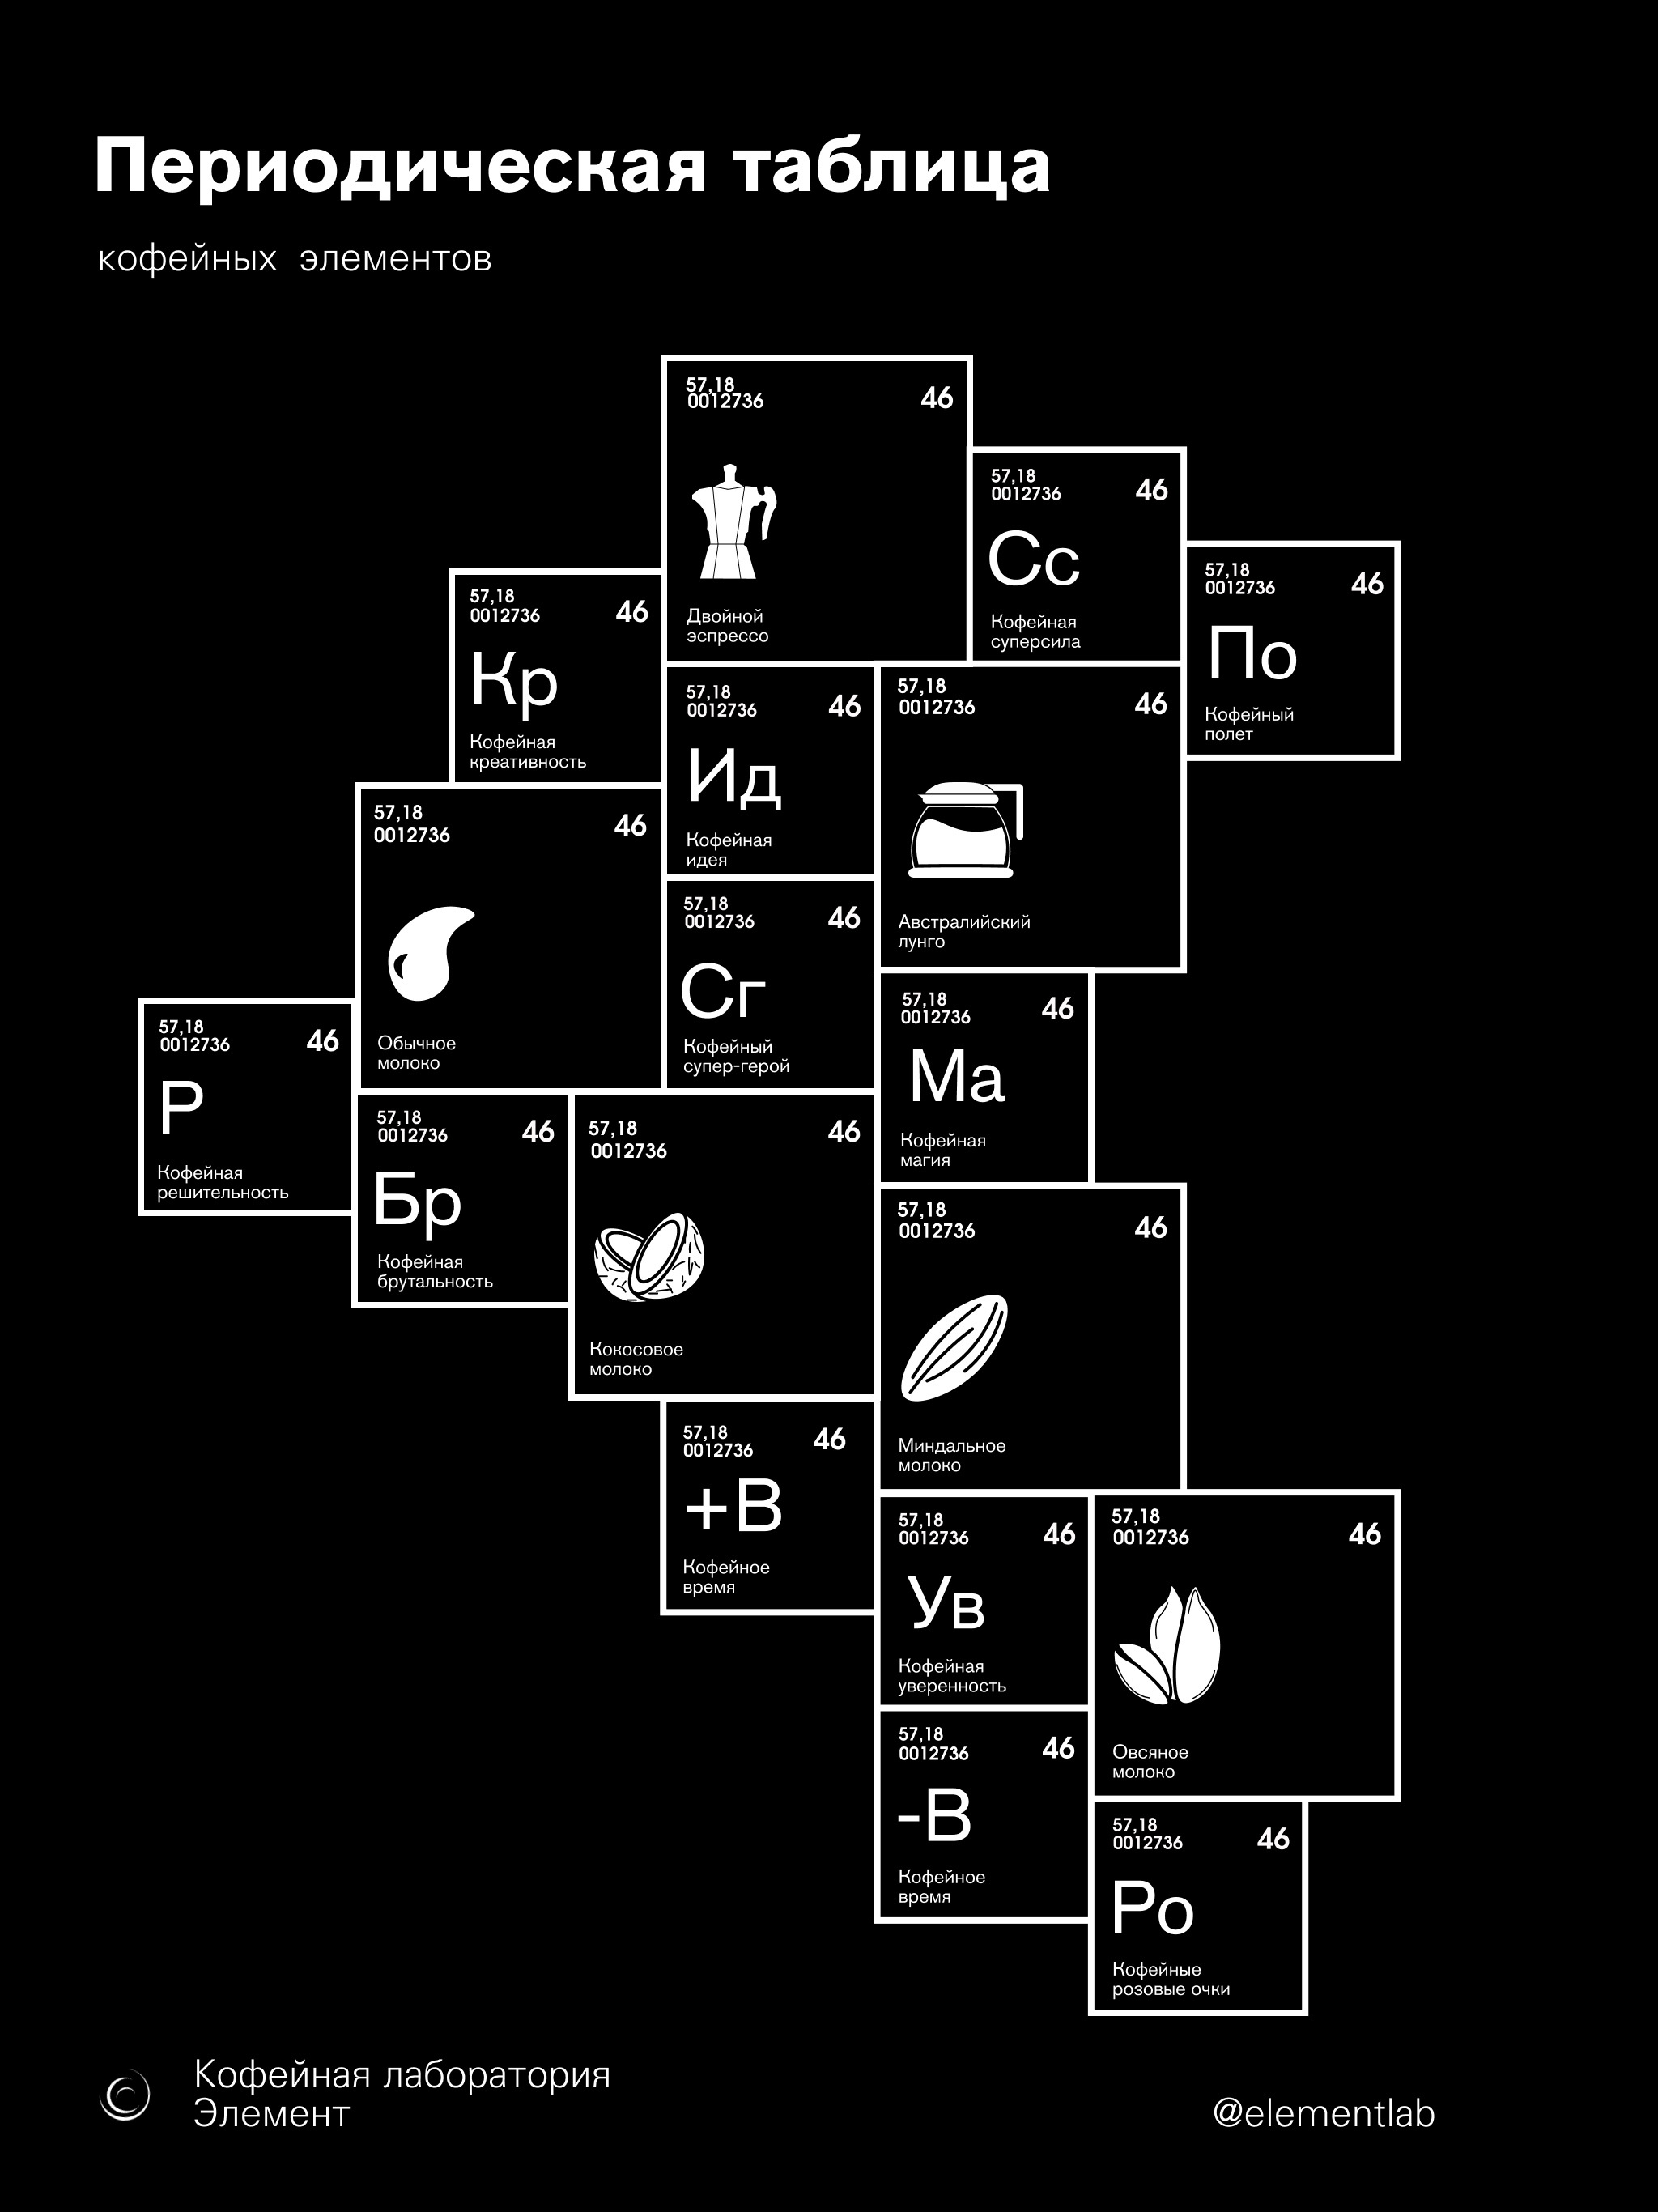 Периодическая таблица
кофейных элементов
57,18
0012736
46
Двойной
эспрессо
57,18
0012736
46
Сс
Кофейная
суперсила
57,18
0012736
46
По
Кофейный
полет
57,18
0012736
46
Кр
Кофейная
креативность
57,18
0012736
46
Ид
Кофейная
идея
57,18
0012736
46
Австралийский
лунго
57,18
0012736
46
Обычное
молоко
57,18
0012736
46
Сг
Кофейный
супер-герой
57,18
0012736
46
Ма
Кофейная
магия
57,18
0012736
46
Р
Кофейная
решительность
57,18
0012736
46
Бр
Кофейная
брутальность
57,18
0012736
46
Кокосовое
молоко
57,18
0012736
46
Миндальное
молоко
57,18
0012736
46
+В
Кофейное
время
57,18
0012736
46
Ув
Кофейная
уверенность
57,18
0012736
46
Овсяное
молоко
57,18
0012736
46
-В
Кофейное
время
57,18
0012736
46
Ро
Кофейные
розовые очки
Кофейная лаборатория
Элемент
@elementlab